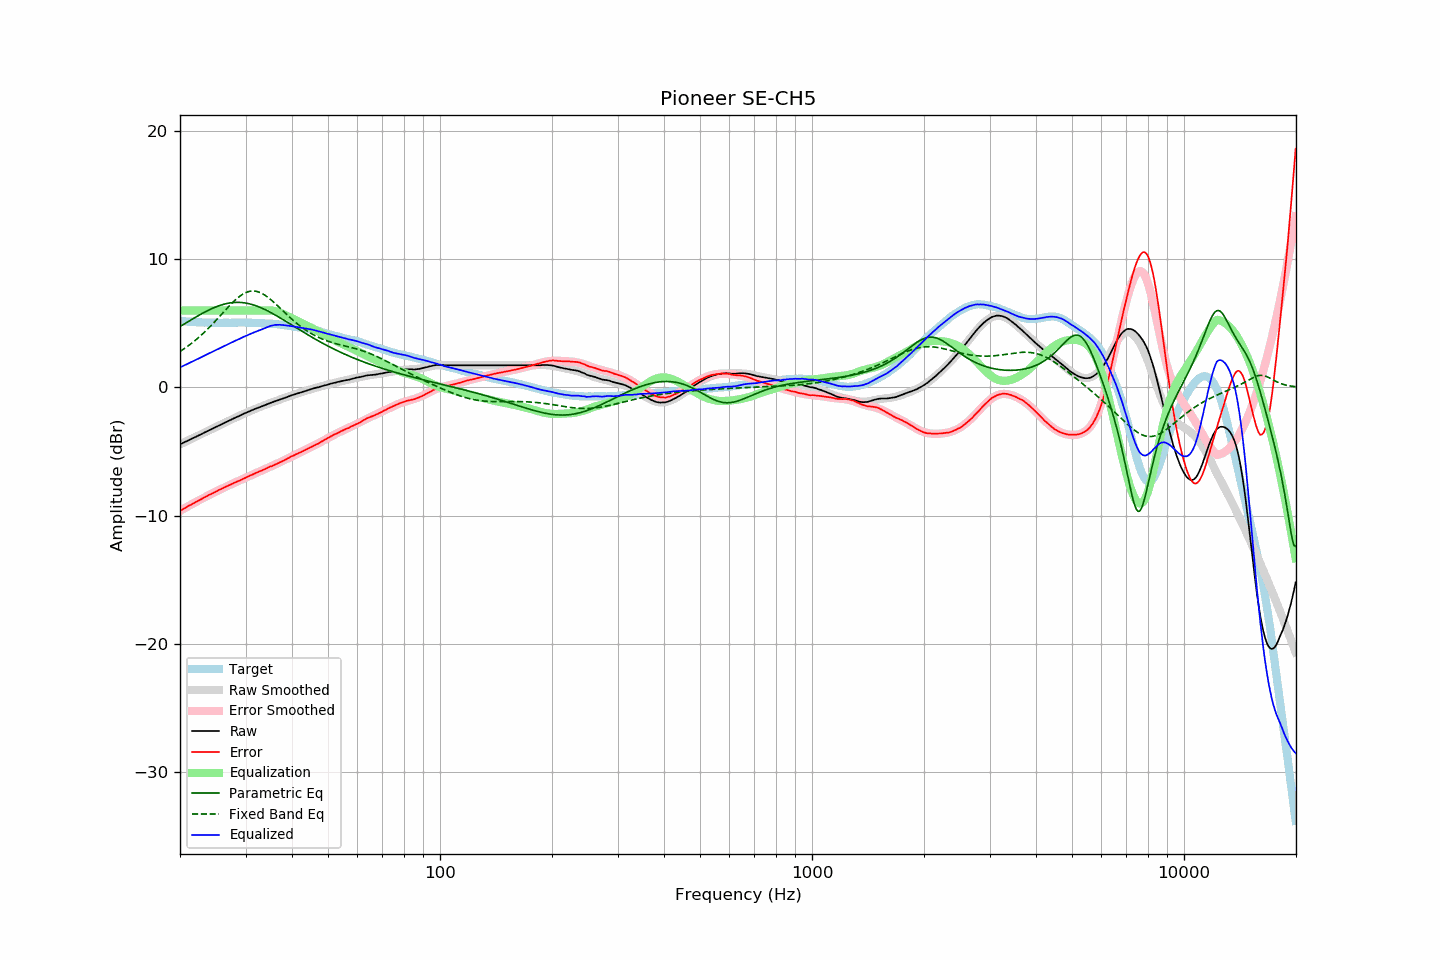 Pioneer SE-CH5
20
10
0
−10
−20
−30
Amplitude (dBr)
100
1000
10000
Frequency (Hz)
Target
Raw Smoothed
Error Smoothed
Raw
Error
Equalization
Parametric Eq
Fixed Band Eq
Equalized